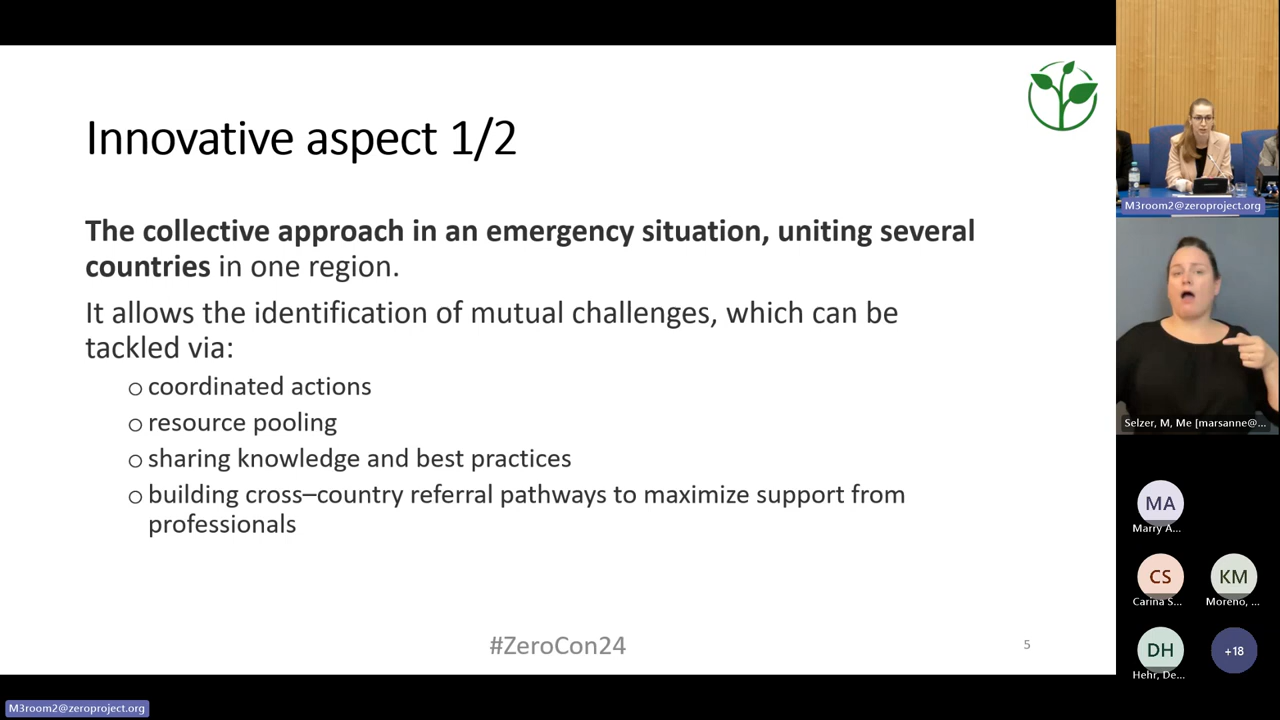 Innovative aspect 1/2
The collective approach in an emergency situation, uniting several
countries in one region.
It allows the identification of mutual challenges, which can be
tackled via:
o coordinated actions
o resource pooling
o sharing knowledge and best practices
o building cross–country referral pathways to maximize support from
professionals
#ZeroCon24
5
M3room2@zeroproject.org
Selzer, M, Me [marsanne@...
MA
Marry A...
CS
Carina S...
KM
Moreno, ...
DH
Hehr, De...
+18
M3room2@zeroproject.org